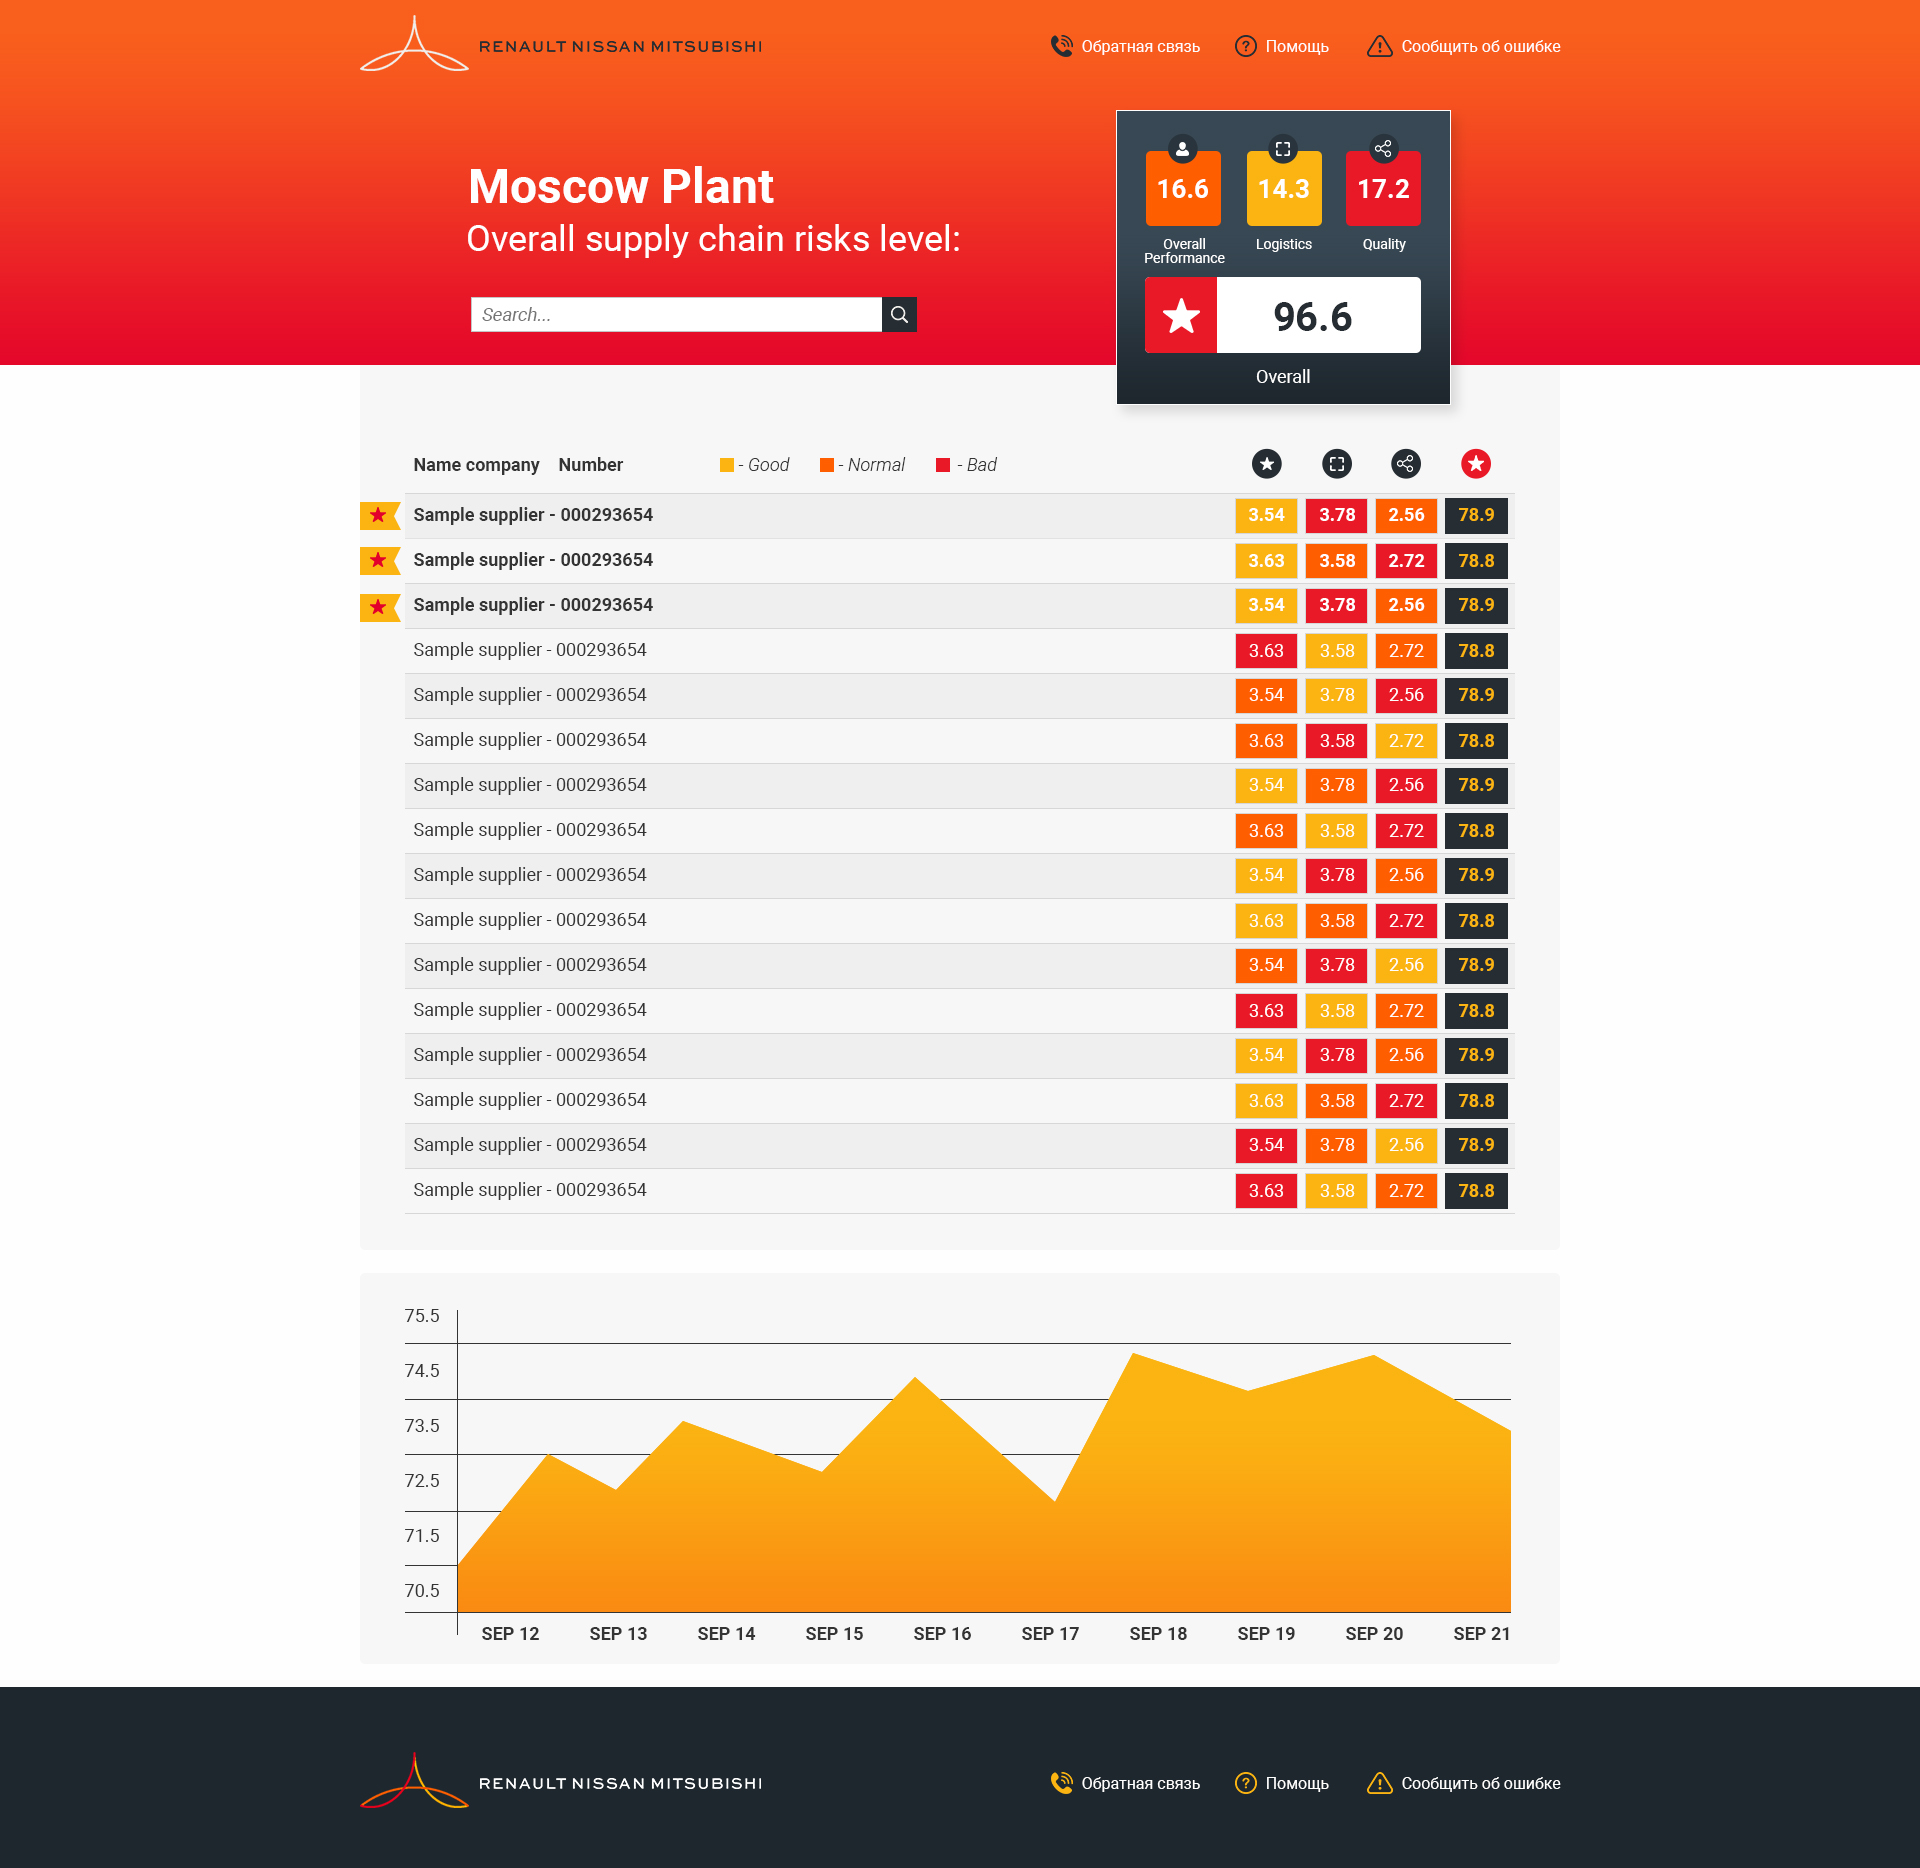 RENAULT NISSAN MITSUBISHI
Обратная связь
Помощь
Сообщить об ошибке
Moscow Plant
Overall supply chain risks level:
Search...
16.6
14.3
17.2
Overall
Performance
Logistics
Quality
96.6
Overall
Name company Number - Good - Normal - Bad
Sample supplier - 000293654 3.54 3.78 2.56 78.9
Sample supplier - 000293654 3.63 3.58 2.72 78.8
Sample supplier - 000293654 3.54 3.78 2.56 78.9
Sample supplier - 000293654 3.63 3.58 2.72 78.8
Sample supplier - 000293654 3.54 3.78 2.56 78.9
Sample supplier - 000293654 3.63 3.58 2.72 78.8
Sample supplier - 000293654 3.54 3.78 2.56 78.9
Sample supplier - 000293654 3.63 3.58 2.72 78.8
Sample supplier - 000293654 3.54 3.78 2.56 78.9
Sample supplier - 000293654 3.63 3.58 2.72 78.8
Sample supplier - 000293654 3.54 3.78 2.56 78.9
Sample supplier - 000293654 3.63 3.58 2.72 78.8
Sample supplier - 000293654 3.54 3.78 2.56 78.9
Sample supplier - 000293654 3.63 3.58 2.72 78.8
Sample supplier - 000293654 3.54 3.78 2.56 78.9
Sample supplier - 000293654 3.63 3.58 2.72 78.8
75.5
74.5
73.5
72.5
71.5
70.5
SEP 12 SEP 13 SEP 14 SEP 15 SEP 16 SEP 17 SEP 18 SEP 19 SEP 20 SEP 21
RENAULT NISSAN MITSUBISHI
Обратная связь
Помощь
Сообщить об ошибке